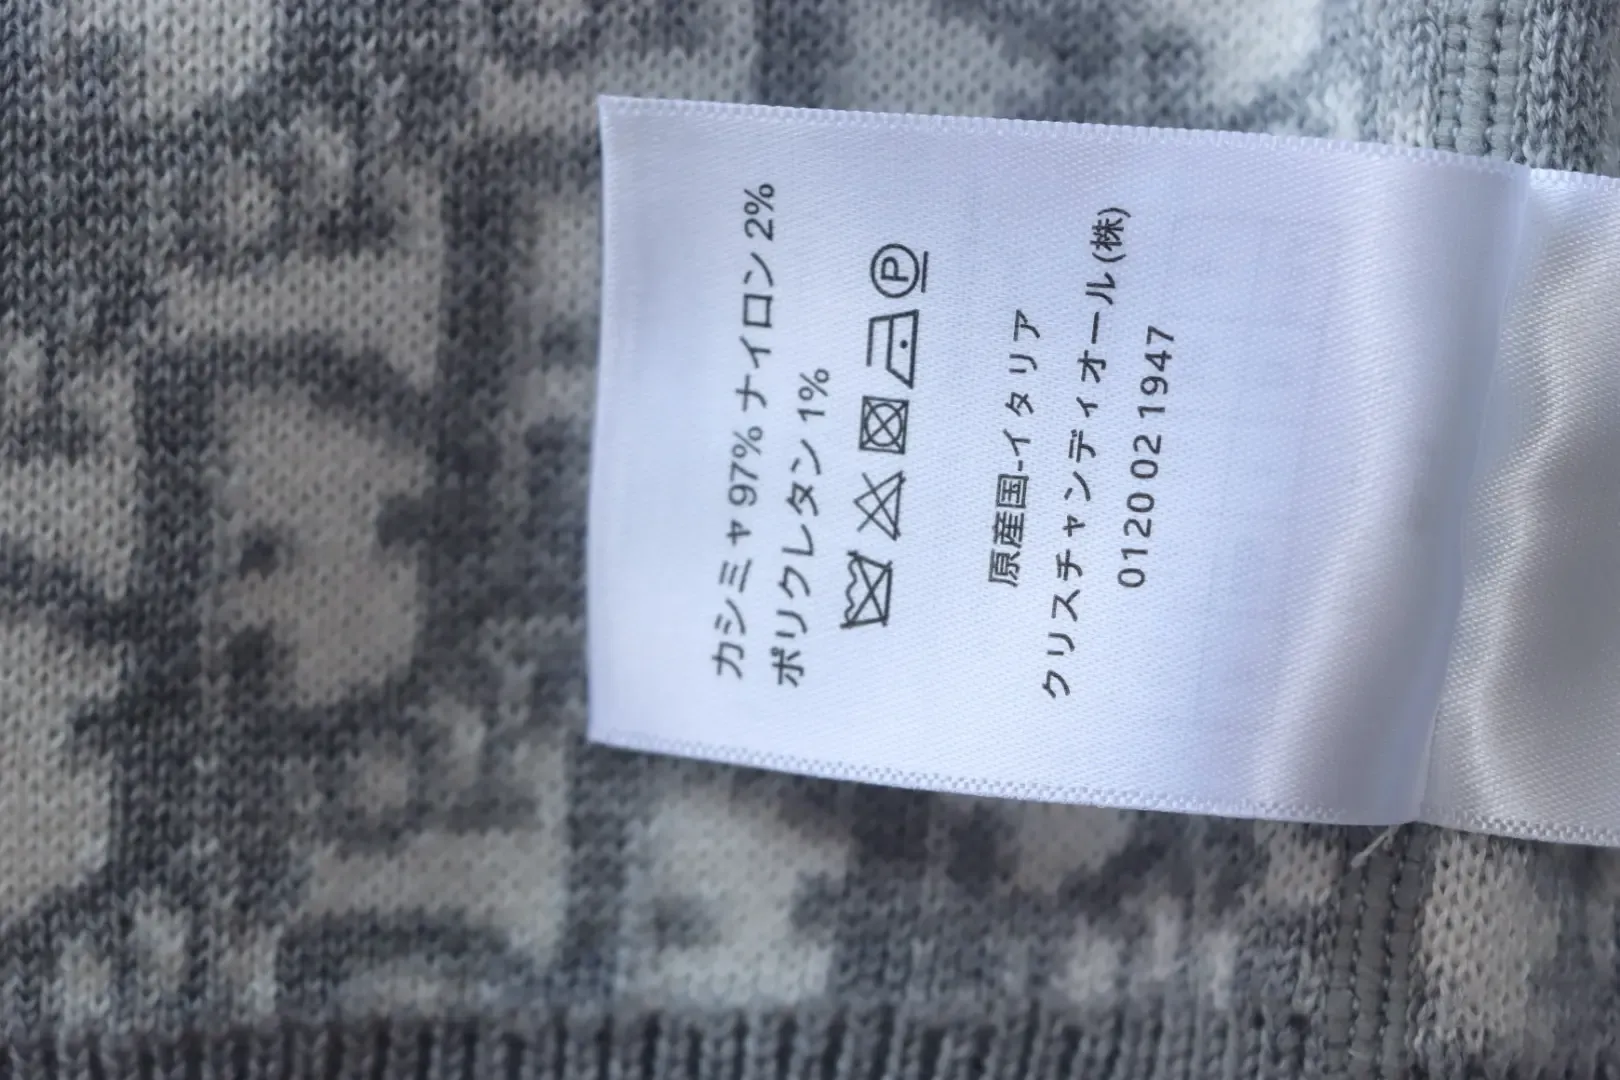 カシミヤ 97% ナイロン 2%
ポリクレタン 1%
P
原産国-イタリア
クリスチャンディオール(株)
0120 02 1947